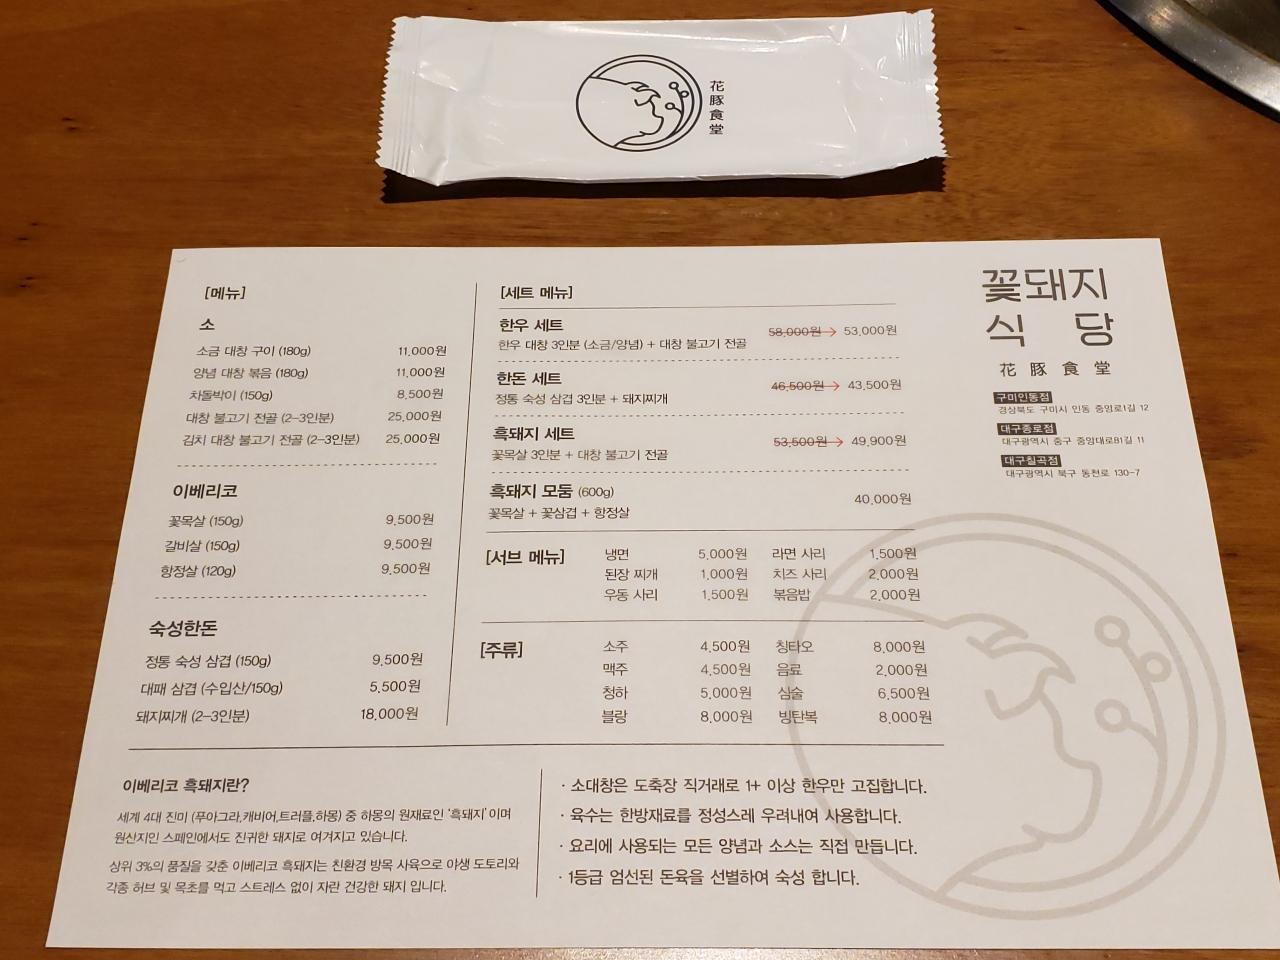 花
豚
食
堂
[메뉴]
소
소금 대창 구이 (180g) 11,000원
양념 대창 볶음 (180g) 11,000원
차돌박이 (150g) 8,500원
대창 불고기 전골 (2-3인분) 25,000원
김치 대창 불고기 전골 (2-3인분) 25,000원
이베리코
꽃목살 (150g) 9,500원
갈비살 (150g) 9,500원
항정살 (120g) 9,500원
숙성한돈
정통 숙성 삼겹 (150g) 9,500원
대패 삼겹 (수입산/150g) 5,500원
돼지찌개 (2-3인분) 18,000원
[세트 메뉴]
한우 세트 58,000원 → 53,000원
한우 대창 3인분 (소금/양념) + 대창 불고기 전골
한돈 세트 46,500원 → 43,500원
정통 숙성 삼겹 3인분 + 돼지찌개
흑돼지 세트 53,500원 → 49,900원
꽃목살 3인분 + 대창 불고기 전골
흑돼지 모둠 (600g) 40,000원
꽃목살 + 꽃삼겹 + 항정살
[서브 메뉴] 냉면 5,000원 라면 사리 1,500원
된장 찌개 1,000원 치즈 사리 2,000원
우동 사리 1,500원 볶음밥 2,000원
[주류] 소주 4,500원 칭타오 8,000원
맥주 4,500원 음료 2,000원
청하 5,000원 심술 6,500원
블랑 8,000원 빙탄복 8,000원
꽃돼지
식 당
花 豚 食 堂
구미인동점
경상북도 구미시 인동 중앙로1길 12
대구종로점
대구광역시 중구 중앙대로81길 11
대구칠곡점
대구광역시 북구 동천로 130-7
이베리코 흑돼지란?
세계 4대 진미 (푸아그라,캐비어,트러플,하몽) 중 하몽의 원재료인 '흑돼지' 이며
원산지인 스페인에서도 진귀한 돼지로 여겨지고 있습니다.
상위 3%의 품질을 갖춘 이베리코 흑돼지는 친환경 방목 사육으로 야생 도토리와
각종 허브 및 목초를 먹고 스트레스 없이 자란 건강한 돼지 입니다.
· 소대창은 도축장 직거래로 1+ 이상 한우만 고집합니다.
· 육수는 한방재료를 정성스레 우려내여 사용합니다.
· 요리에 사용되는 모든 양념과 소스는 직접 만듭니다.
· 1등급 엄선된 돈육을 선별하여 숙성 합니다.